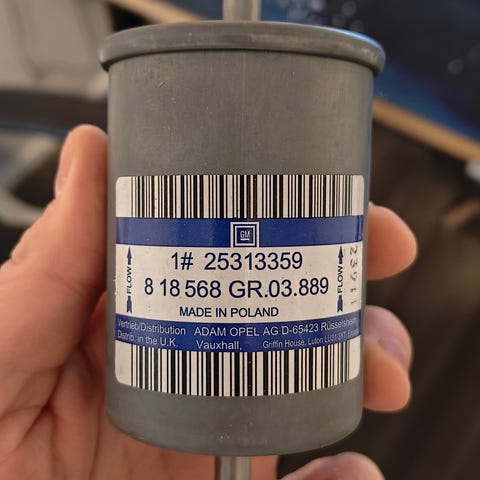 GM
1# 25313359
8 18 568 GR.03.889
MADE IN POLAND
FLOW
FLOW
Vertrieb/Distribution ADAM OPEL AG D-65423 Rüsselsheim
Distrib. in the U.K. Vauxhall, Griffin House, Luton LU1